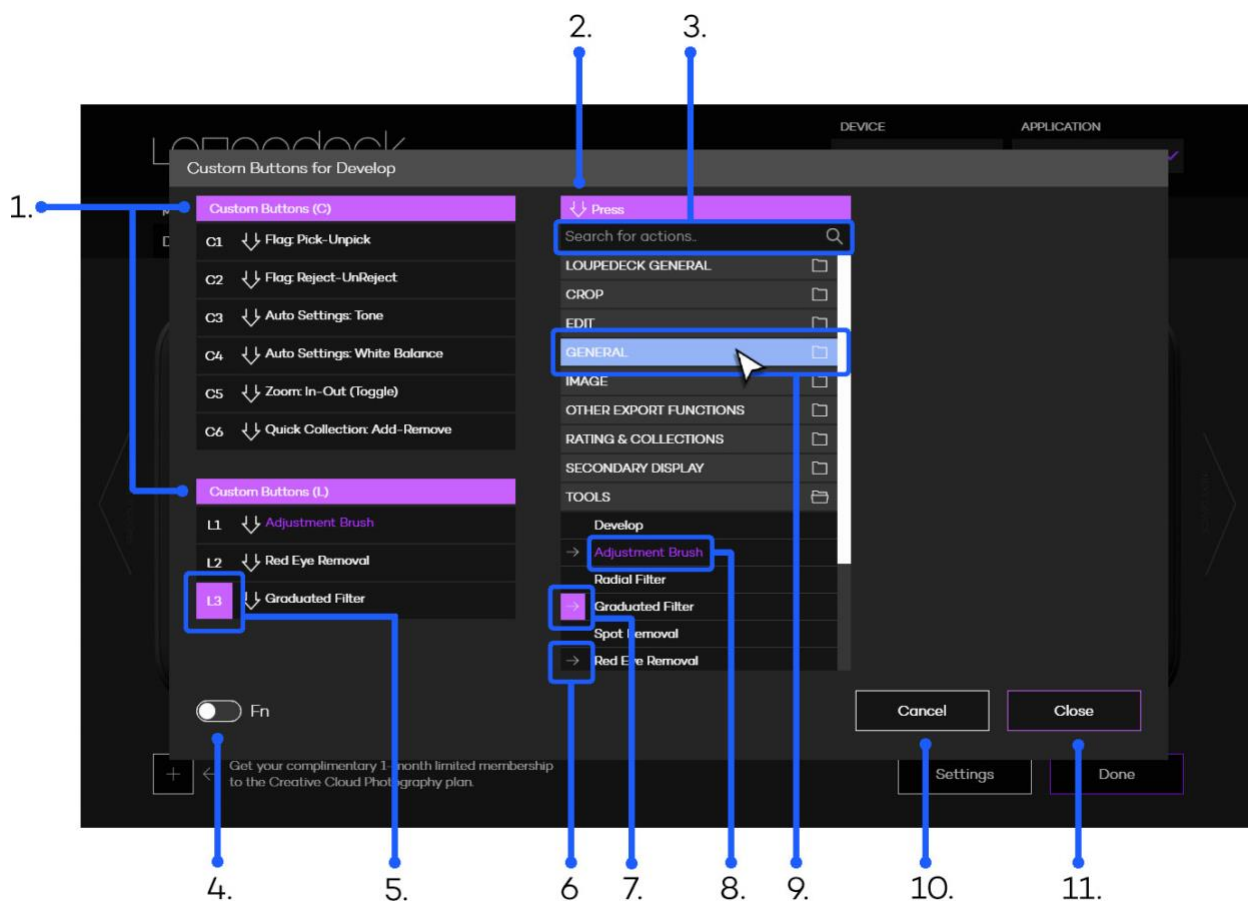 2.
3.
DEVICE
APPLICATION
Custom Buttons for Develop
1.
Custom Buttons (C)
C1 Flag: Pick-Unpick
C2 Flag: Reject-UnReject
C3 Auto Settings: Tone
C4 Auto Settings: White Balance
C5 Zoom: In-Out (Toggle)
C6 Quick Collection: Add-Remove
Custom Buttons (L)
L1 Adjustment Brush
L2 Red Eye Removal
L3 Graduated Filter
Fn
Press
Search for actions..
LOUPEDECK GENERAL
CROP
EDIT
GENERAL
IMAGE
OTHER EXPORT FUNCTIONS
RATING & COLLECTIONS
SECONDARY DISPLAY
TOOLS
Develop
Adjustment Brush
Radial Filter
Graduated Filter
Spot Removal
Red Eye Removal
Cancel
Close
Get your complimentary 1-month limited membership
to the Creative Cloud Photography plan.
Settings
Done
4.
5.
6
7.
8.
9.
10.
11.